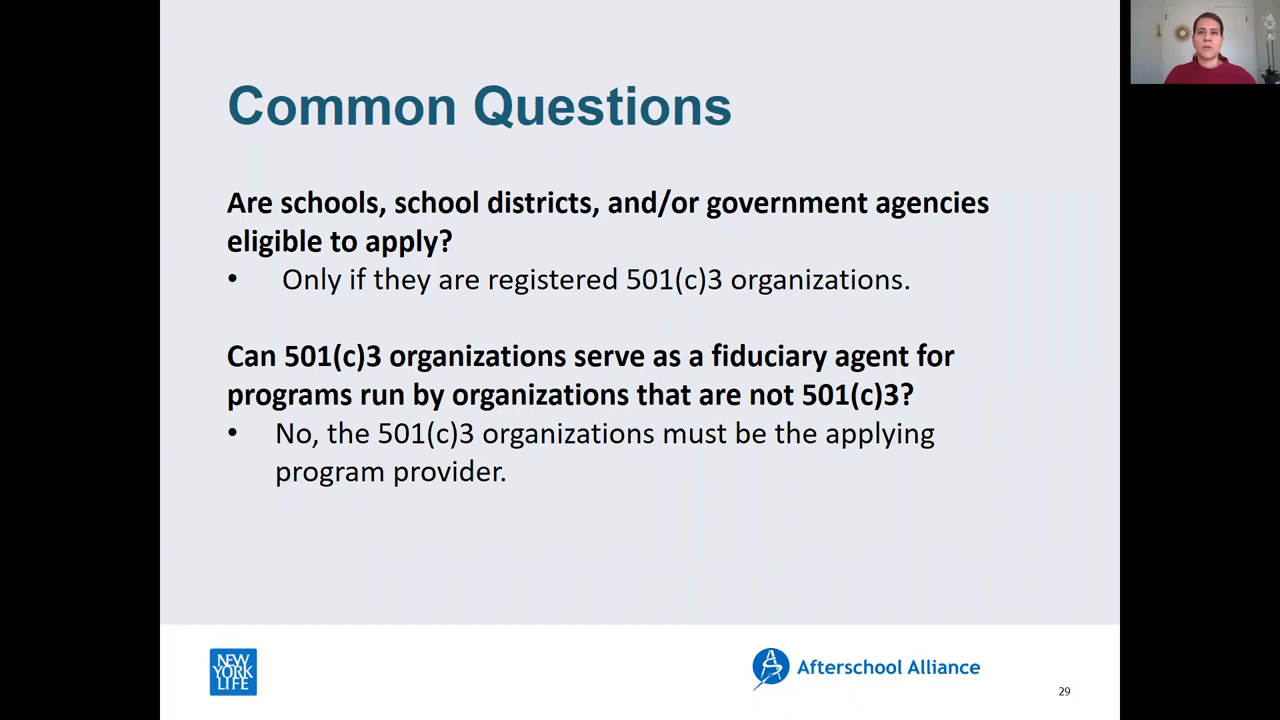 Common Questions
Are schools, school districts, and/or government agencies
eligible to apply?
• Only if they are registered 501(c)3 organizations.
Can 501(c)3 organizations serve as a fiduciary agent for
programs run by organizations that are not 501(c)3?
• No, the 501(c)3 organizations must be the applying
program provider.
NEW
YORK
LIFE
Afterschool Alliance
29